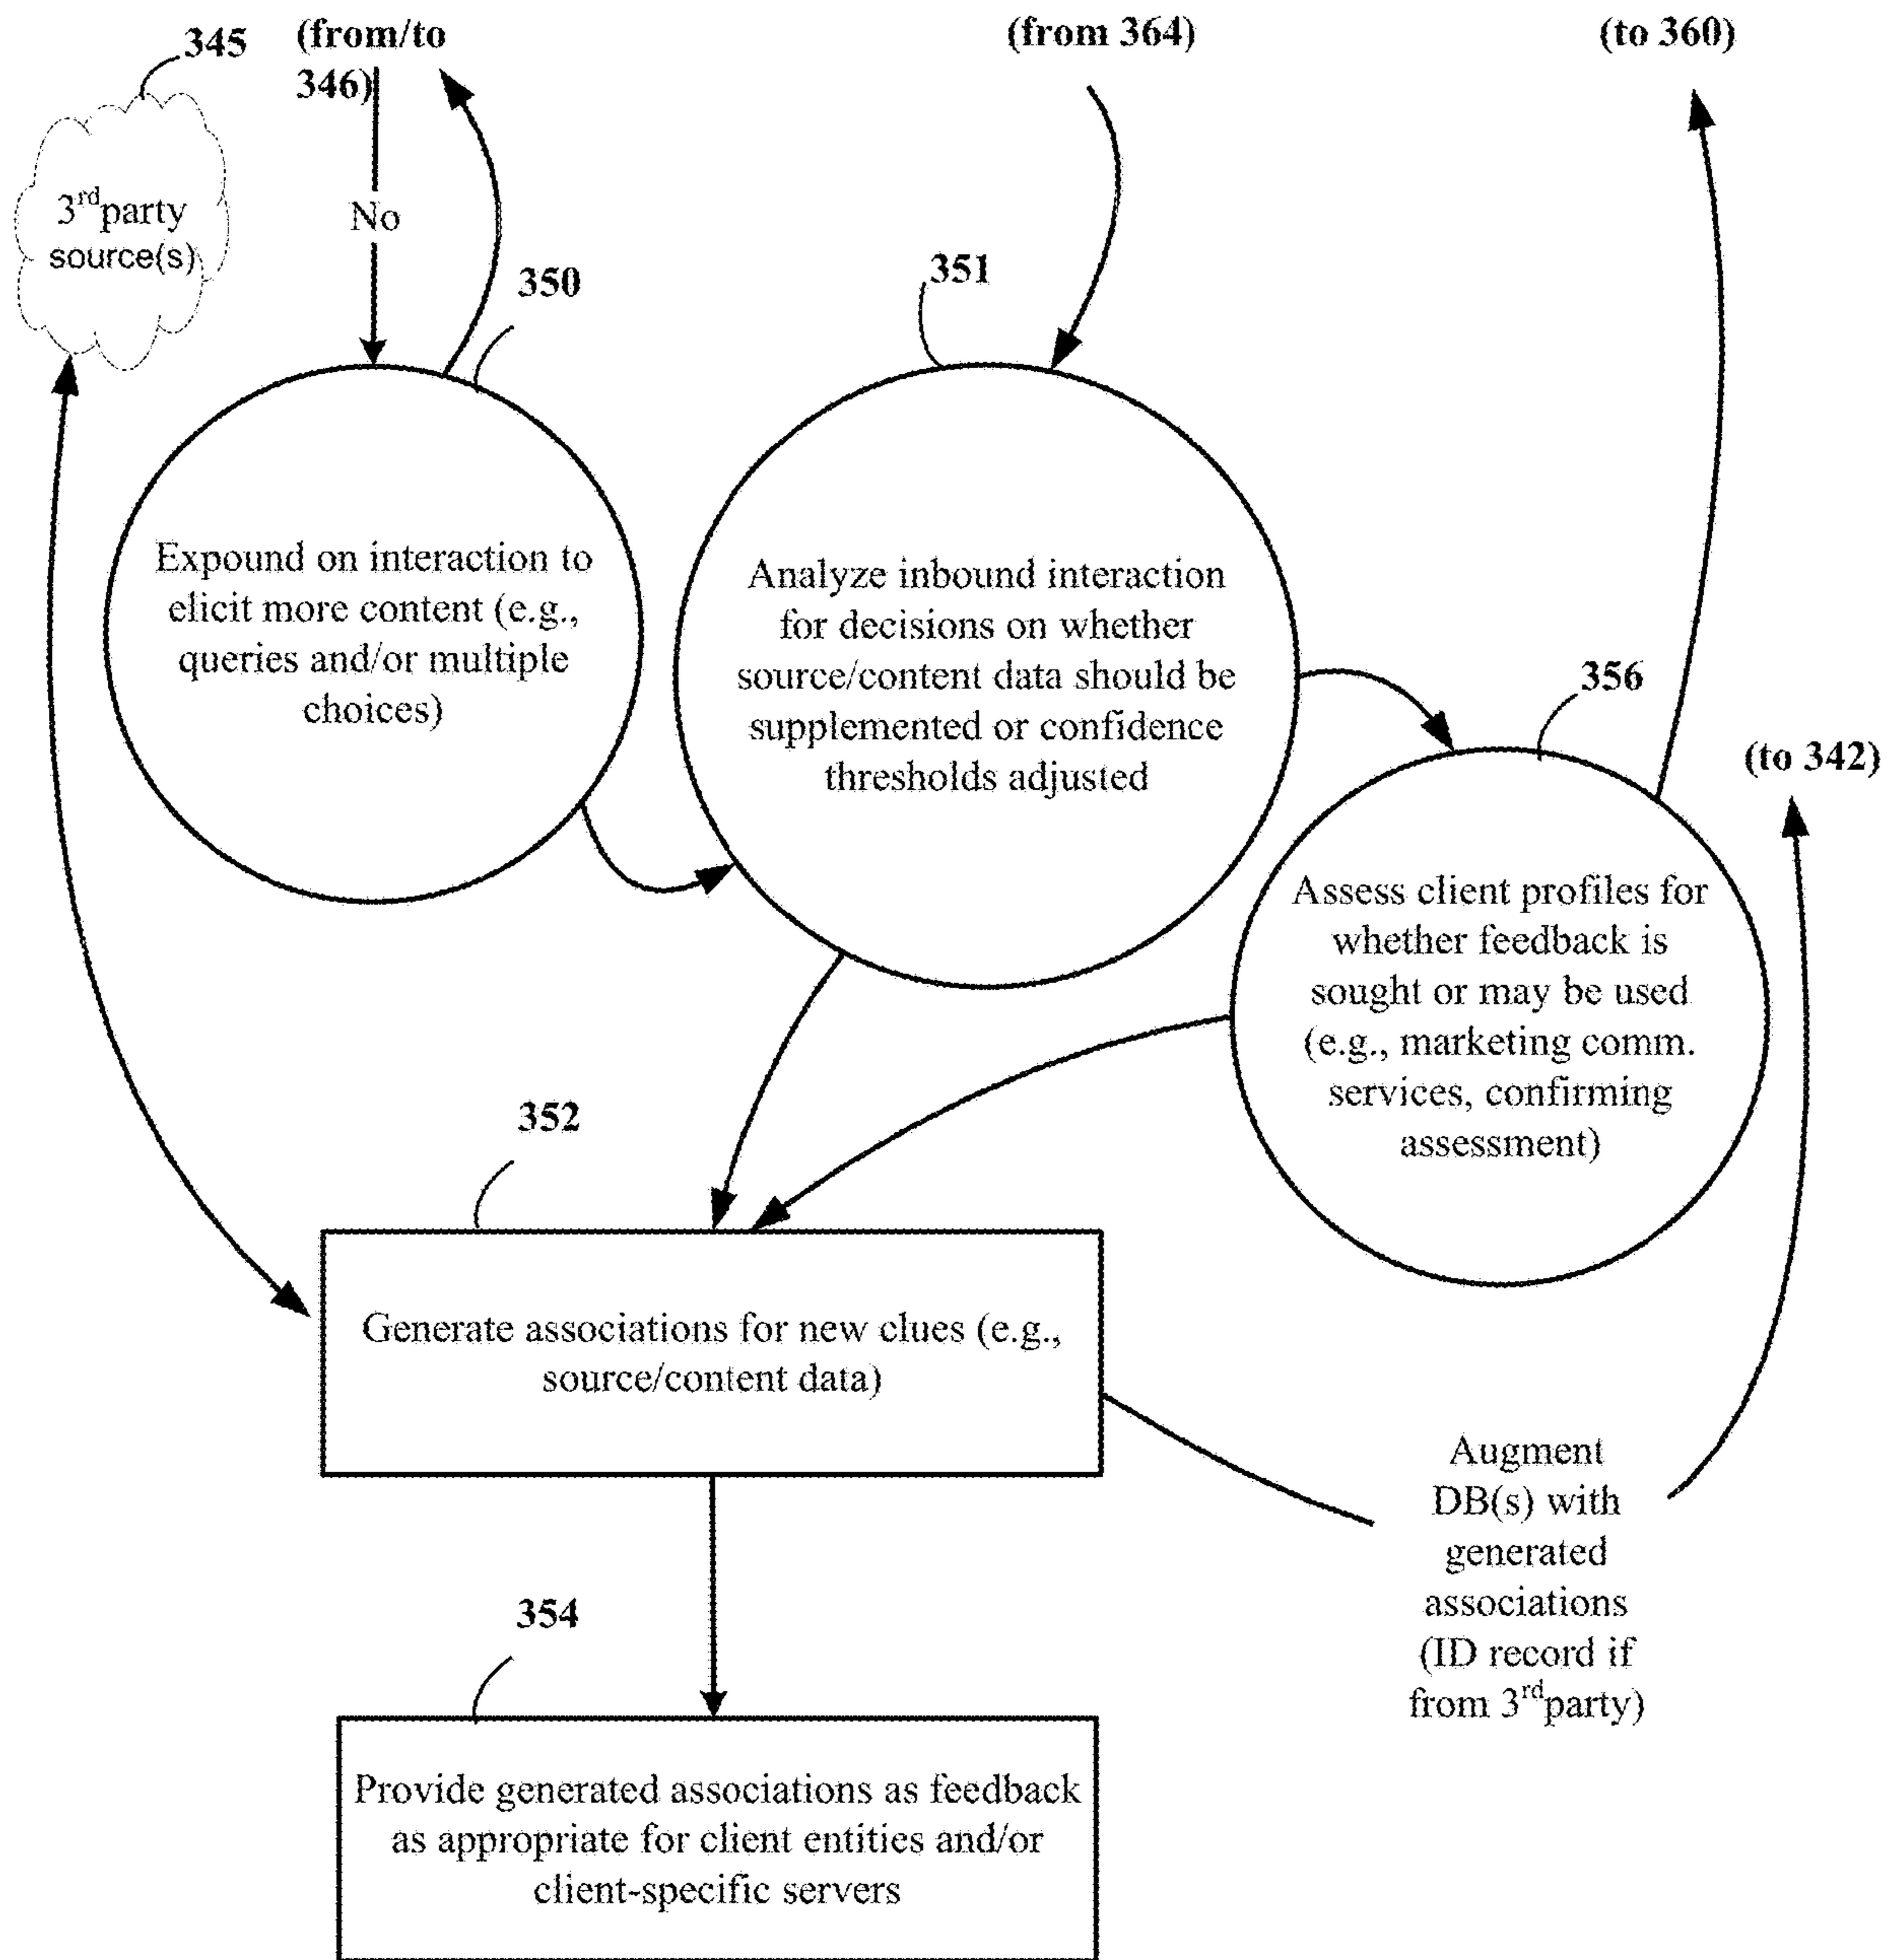 345
(from/to
346)
(from 364)
(to 360)
3rd party
source(s)
No
350
351
Expound on interaction to
elicit more content (e.g.,
queries and/or multiple
choices)
Analyze inbound interaction
for decisions on whether
source/content data should be
supplemented or confidence
thresholds adjusted
356
(to 342)
Assess client profiles for
whether feedback is
sought or may be used
(e.g., marketing comm.
services, confirming
assessment)
352
Generate associations for new clues (e.g.,
source/content data)
Augment
DB(s) with
generated
associations
(ID record if
from 3rd party)
354
Provide generated associations as feedback
as appropriate for client entities and/or
client-specific servers